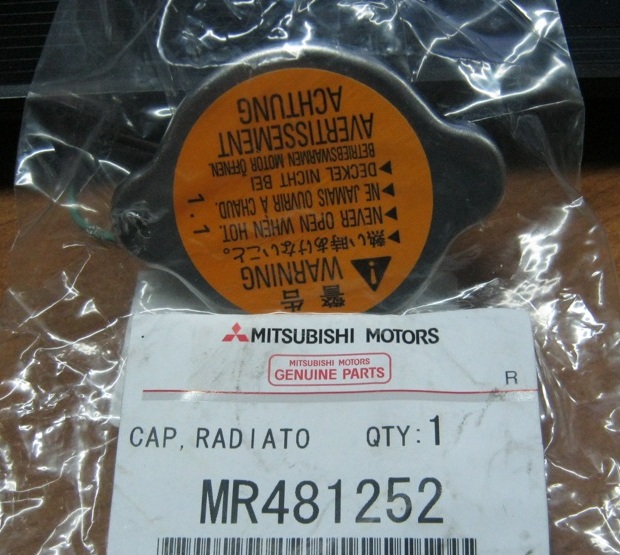 警告
WARNING
熱い時あけないこと。
NEVER OPEN WHEN HOT.
NE JAMAIS OUVRIR À CHAUD.
DECKEL NICHT BEI
BETRIEBSWARMEN MOTOR ÖFFNEN.
AVERTISSEMENT
ACHTUNG
1.1
MITSUBISHI MOTORS
MITSUBISHI MOTORS
GENUINE PARTS
R
CAP, RADIATO QTY:1
MR481252